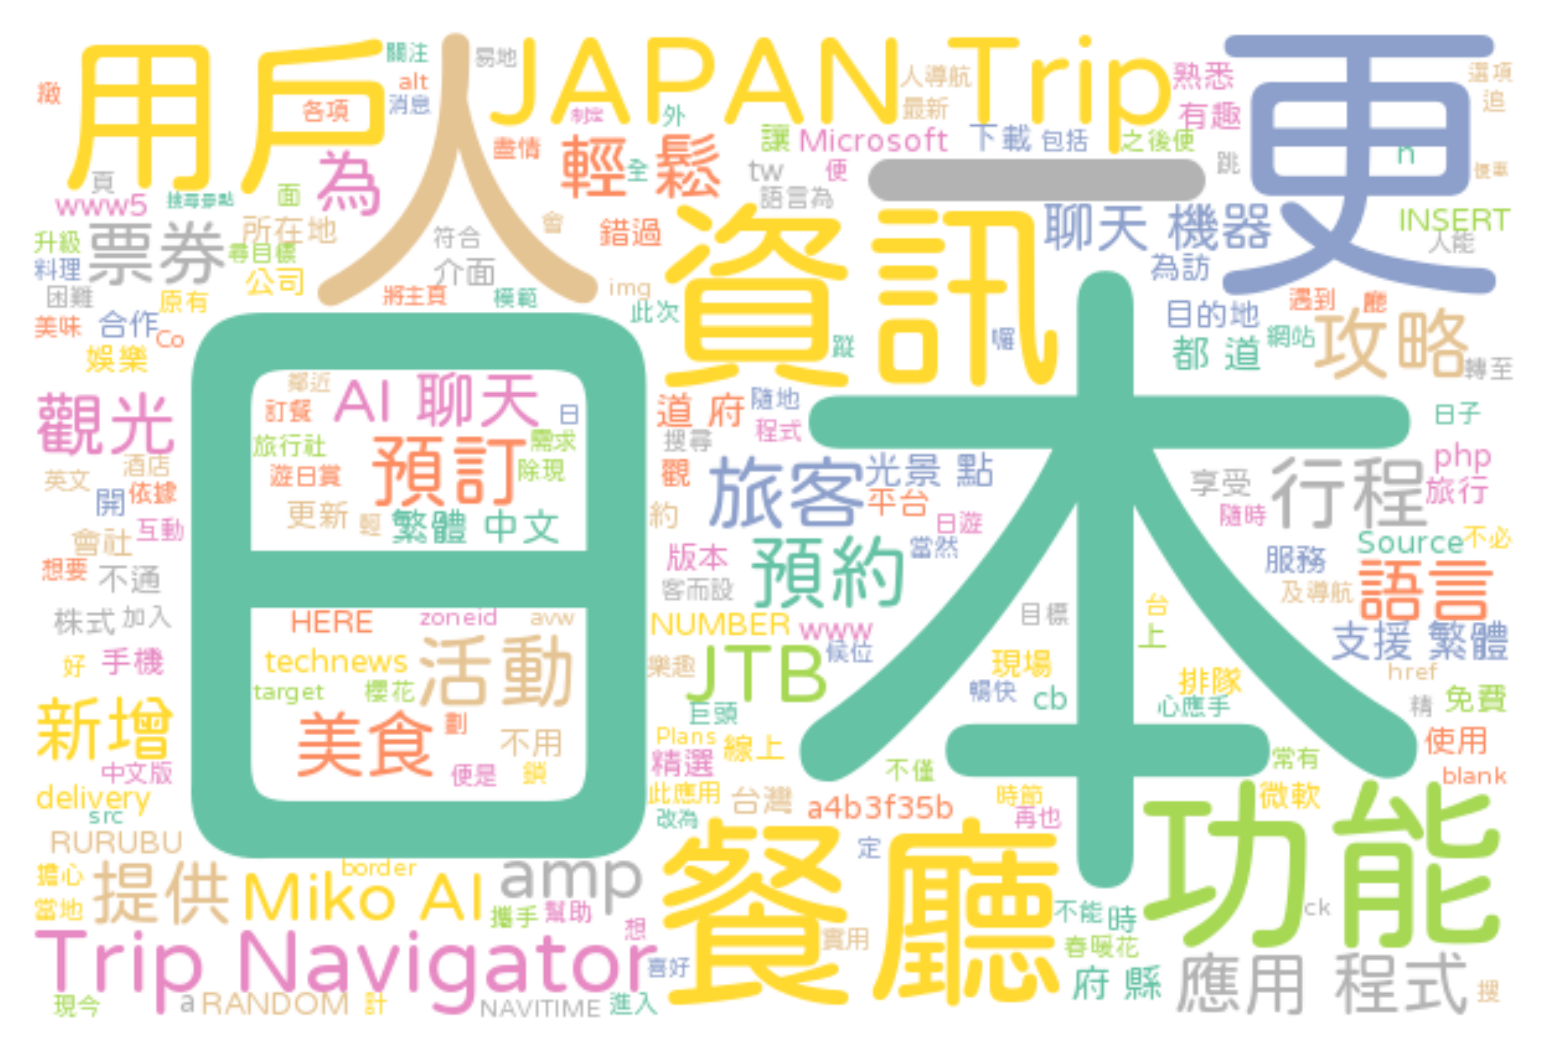 用戶
人
JAPAN Trip
更
關注
易地
緻
alt
各項
消息
制定
外
人導航
最新
熟悉
有趣
選項
追
盡情
輕鬆
全
讓
Microsoft
下載
包括
之後便
便
tw
語言為
一
跳
n
便車
頁
www5
搜尋景點
面
為
所在地
票券
升級
尋目標
料理
公司
符合
介面
會
錯過
資訊
聊天 機器
INSERT
人能
為訪
困難
原有
將主頁
模範
img
此次
蹤
喔
目的地
遇到
廳
美味
合作
Co
娛樂
都 道
網站
攻略
轉至
日本
觀光
鄰近
AI 聊天
訂餐
日
旅行社
預訂
需求
遊日賞
除現
更新
輕
繁體 中文
道 府
隨地
搜尋
程式
觀
旅客
光景 點
平台
約
日遊
日子
php
享受
行程
旅行
隨時
英文
酒店
開
依據
會社
互動
想要
不通
版本
預約
當然
客而設
服務
Source
不必
及導航
語言
株式
加入
HERE
zoneid
avw
NUMBER
www
目標
台
上
支援 繁體
好
手機
technews
活動
target
櫻花
樂趣
JTB
候位
現場
排隊
href
暢快
cb
心應手
精
免費
新增
美食
劃
不用
巨頭
Plans
線上
使用
中文版
便是
鎖
精選
不僅
常有
blank
delivery
src
此應用
台灣
a4b3f35b
時節
微軟
改為
再也
RURUBU
border
定
功能
擔心
提供
Miko AI
amp
餐廳
當地
攜手
幫助
想
不能
時
ck
Trip Navigator
實用
春暖花
喜好
府 縣
應用 程式
搜
現今
a
RANDOM
計
NAVITIME
進入